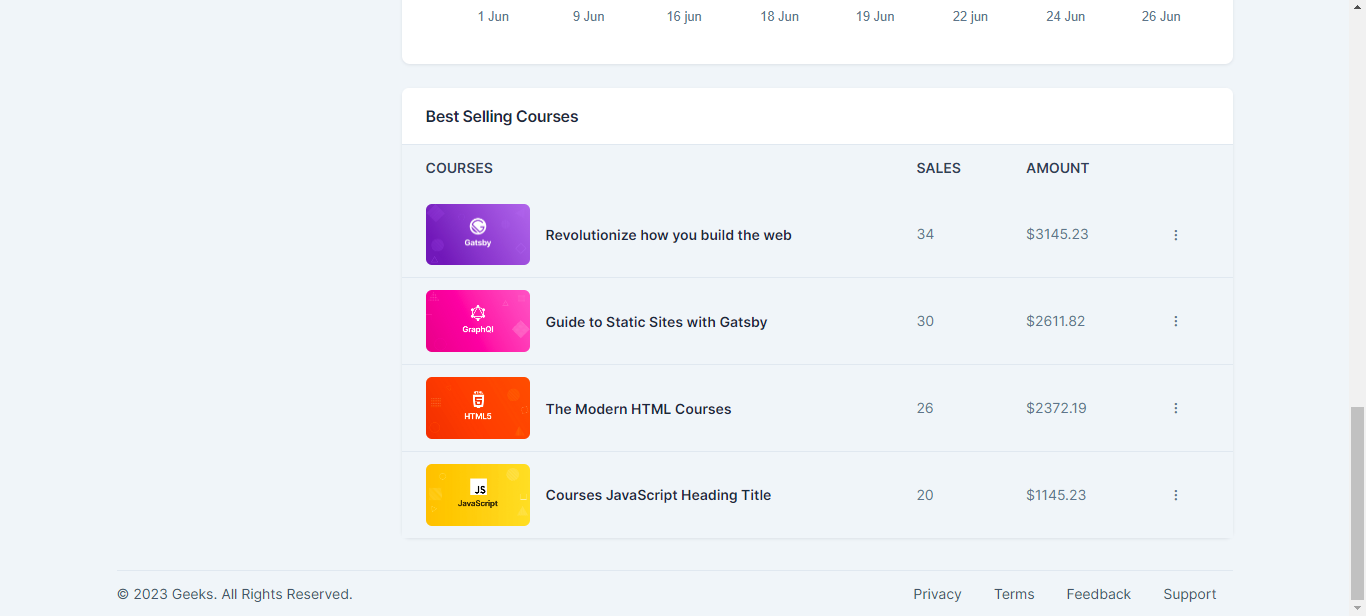 1 Jun 9 Jun 16 jun 18 Jun 19 Jun 22 jun 24 Jun 26 Jun
Best Selling Courses
COURSES SALES AMOUNT
Gatsby
Revolutionize how you build the web 34 $3145.23
GraphQl
Guide to Static Sites with Gatsby 30 $2611.82
HTML5
The Modern HTML Courses 26 $2372.19
JS
JavaScript
Courses JavaScript Heading Title 20 $1145.23
© 2023 Geeks. All Rights Reserved. Privacy Terms Feedback Support